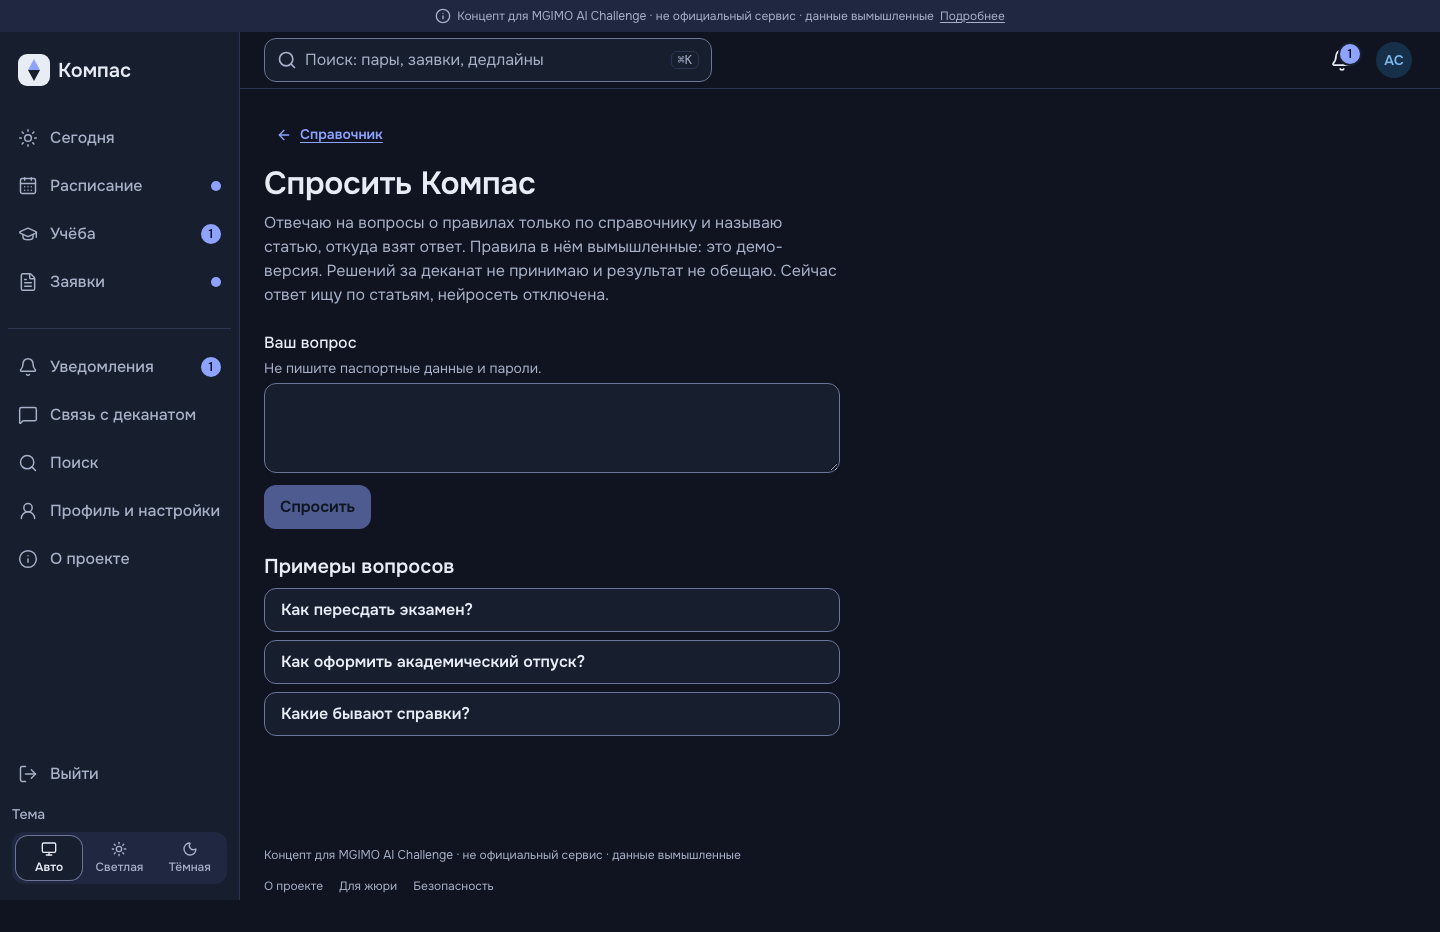 Концепт для MGIMO AI Challenge · не официальный сервис · данные вымышленные Подробнее
Компас
Поиск: пары, заявки, дедлайны
⌘K
1
АС
Сегодня
Расписание
Учёба
1
Заявки
Уведомления
1
Связь с деканатом
Поиск
Профиль и настройки
О проекте
Выйти
Тема
Авто
Светлая
Тёмная
Справочник
Спросить Компас
Отвечаю на вопросы о правилах только по справочнику и называю
статью, откуда взят ответ. Правила в нём вымышленные: это демо-
версия. Решений за деканат не принимаю и результат не обещаю. Сейчас
ответ ищу по статьям, нейросеть отключена.
Ваш вопрос
Не пишите паспортные данные и пароли.
Спросить
Примеры вопросов
Как пересдать экзамен?
Как оформить академический отпуск?
Какие бывают справки?
Концепт для MGIMO AI Challenge · не официальный сервис · данные вымышленные
О проекте
Для жюри
Безопасность